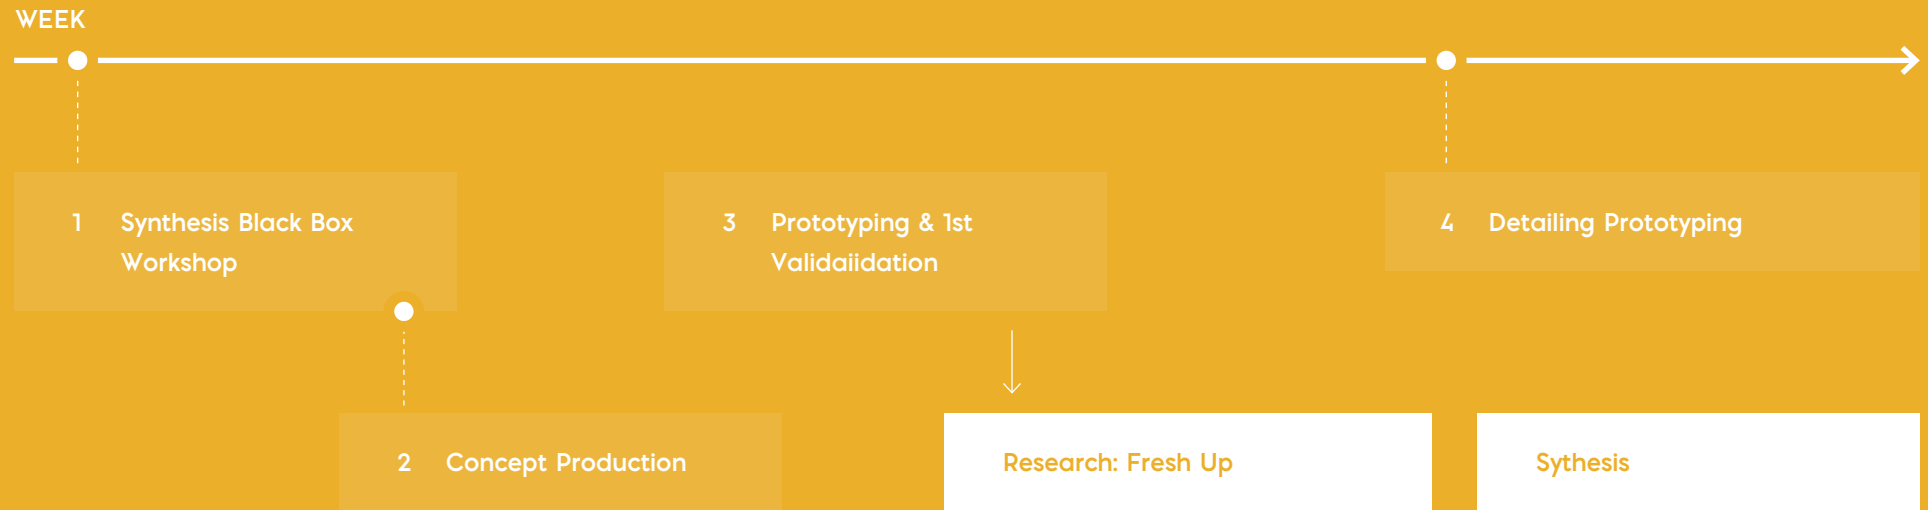 WEEK
1 Synthesis Black Box
Workshop
3 Prototyping & 1st
Validaiidation
4 Detailing Prototyping
2 Concept Production
Research: Fresh Up
Sythesis